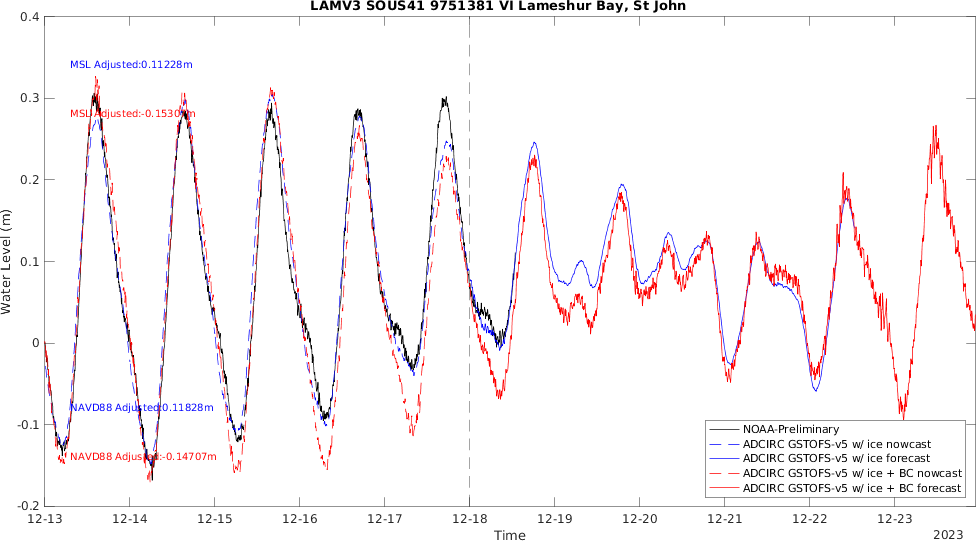 LAMV3 SOUS41 9751381 VI Lameshur Bay, St John
Water Level (m)
0.4
0.3
0.2
0.1
0
-0.1
-0.2
MSL Adjusted:0.11228m
MSL Adjusted:-0.1530
NAVD88 Adjusted:0.11828m
NAVD88 Adjusted:-0.14707m
NOAA-Preliminary
ADCIRC GSTOFS-v5 w/ ice nowcast
ADCIRC GSTOFS-v5 w/ ice forecast
ADCIRC GSTOFS-v5 w/ ice + BC nowcast
ADCIRC GSTOFS-v5 w/ ice + BC forecast
12-13 12-14 12-15 12-16 12-17 12-18 12-19 12-20 12-21 12-22 12-23
Time
2023